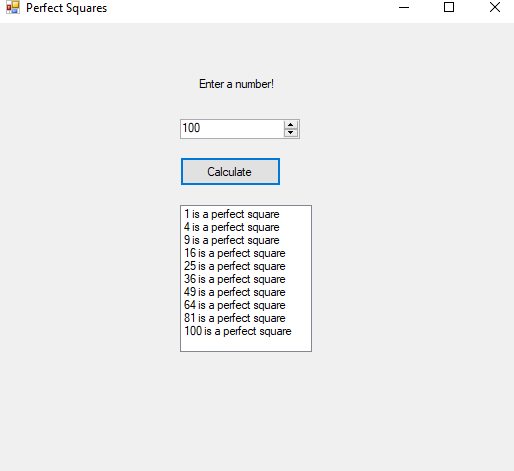 Perfect Squares
Enter a number!
100
Calculate
1 is a perfect square
4 is a perfect square
9 is a perfect square
16 is a perfect square
25 is a perfect square
36 is a perfect square
49 is a perfect square
64 is a perfect square
81 is a perfect square
100 is a perfect square